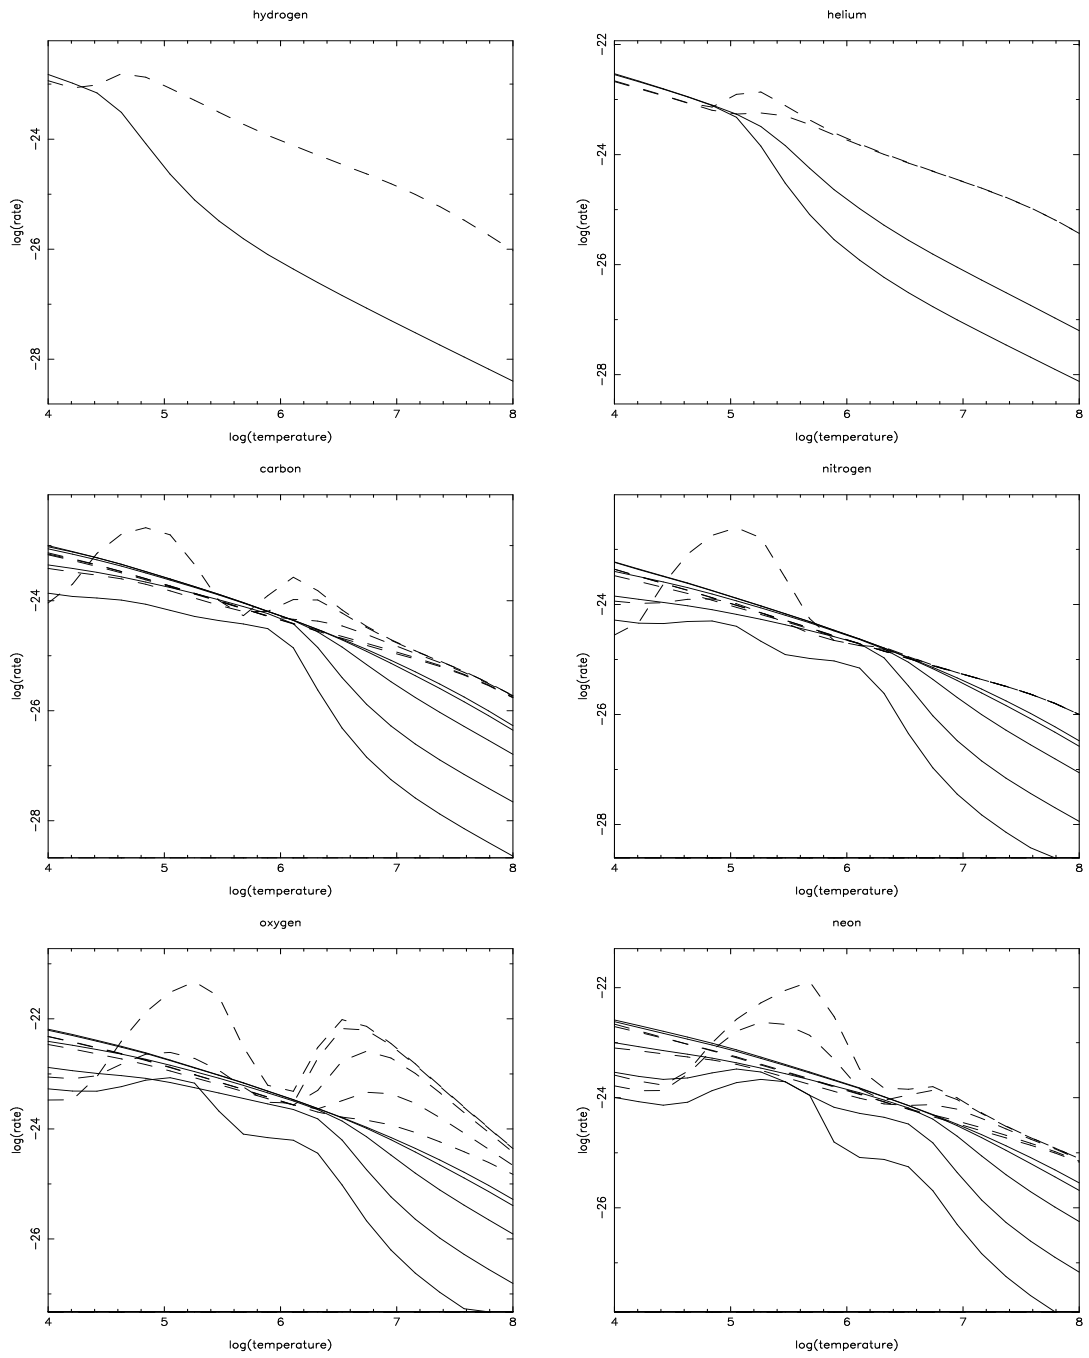 hydrogen
helium
−24
−26
−28
log(rate)
4 5 6 7 8
log(temperature)
−22
−24
−26
−28
log(rate)
4 5 6 7 8
log(temperature)
carbon
nitrogen
−24
−26
−28
log(rate)
4 5 6 7 8
log(temperature)
−24
−26
−28
log(rate)
4 5 6 7 8
log(temperature)
oxygen
neon
−22
−24
−26
log(rate)
4 5 6 7 8
log(temperature)
−22
−24
−26
log(rate)
4 5 6 7 8
log(temperature)